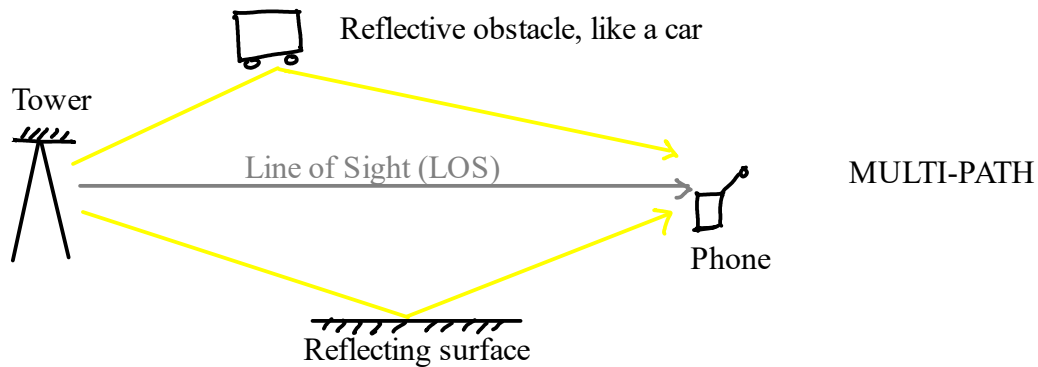 Reflective obstacle, like a car
Tower
Line of Sight (LOS)
MULTI-PATH
Phone
Reflecting surface